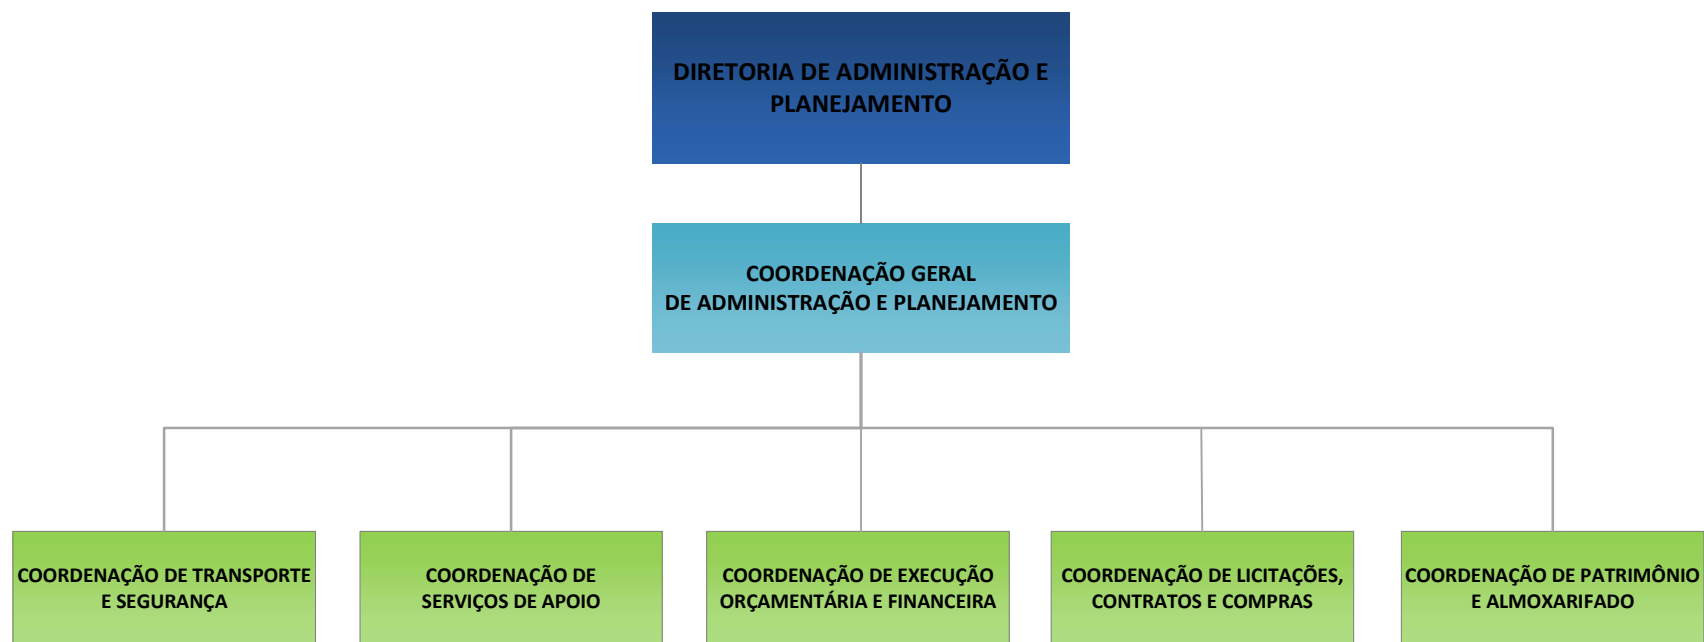 DIRETORIA DE ADMINISTRAÇÃO E
PLANEJAMENTO
COORDENAÇÃO GERAL
DE ADMINISTRAÇÃO E PLANEJAMENTO
COORDENAÇÃO DE TRANSPORTE
E SEGURANÇA
COORDENAÇÃO DE
SERVIÇOS DE APOIO
COORDENAÇÃO DE EXECUÇÃO
ORÇAMENTÁRIA E FINANCEIRA
COORDENAÇÃO DE LICITAÇÕES,
CONTRATOS E COMPRAS
COORDENAÇÃO DE PATRIMÔNIO
E ALMOXARIFADO